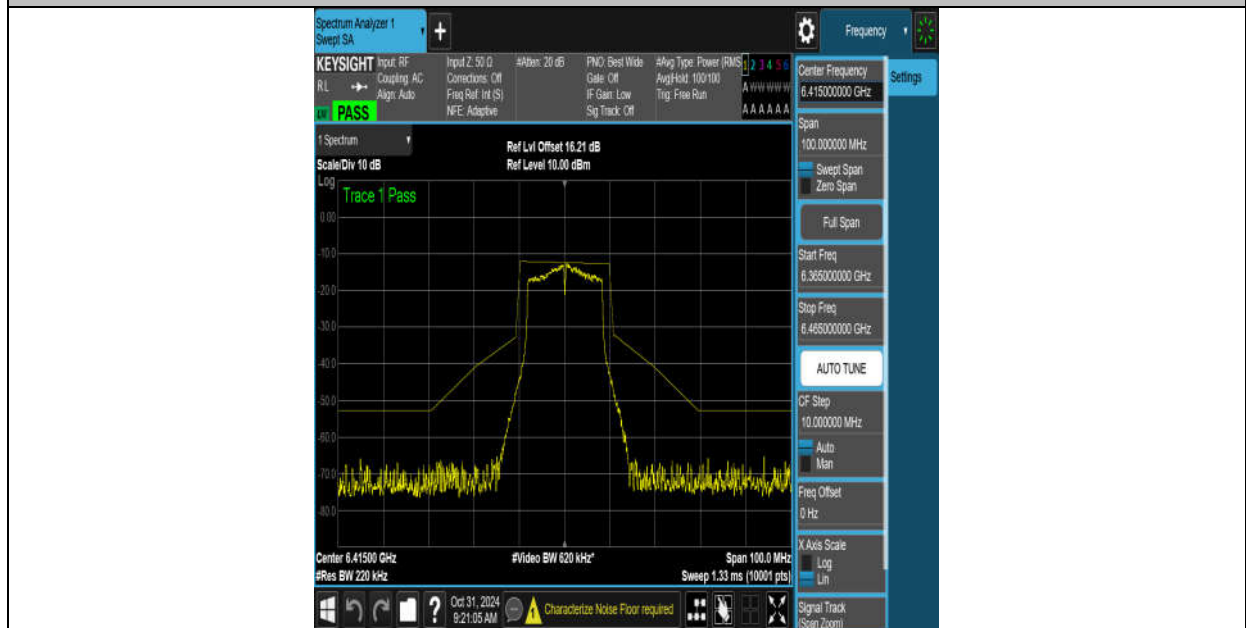 Spectrum Analyzer 1
Swept SA
+
Frequency
KEYSIGHT
RL
PASS
Input: RF
Coupling: AC
Align: Auto
Input Z: 50 Ω
Corrections: Off
Freq Ref: Int (S)
NFE: Adaptive
#Atten: 20 dB
PNO: Best Wide
Gate: Off
IF Gain: Low
Sig Track: Off
#Avg Type: Power (RMS
Avg|Hold: 100/100
Trig: Free Run
1 2 3 4 5 6
A W W W W W
A A A A A A
Center Frequency
6.415000000 GHz
Settings
Span
100.000000 MHz
Swept Span
Zero Span
Full Span
Start Freq
6.365000000 GHz
Stop Freq
6.465000000 GHz
AUTO TUNE
CF Step
10.000000 MHz
Auto
Man
Freq Offset
0 Hz
X Axis Scale
Log
Lin
Signal Track
(Span Zoom)
1 Spectrum
Scale/Div 10 dB
Ref Lvl Offset 16.21 dB
Ref Level 10.00 dBm
Log
Trace 1 Pass
0.00
-10.0
-20.0
-30.0
-40.0
-50.0
-60.0
-70.0
-80.0
Center 6.41500 GHz
#Res BW 220 kHz
#Video BW 620 kHz*
Span 100.0 MHz
Sweep 1.33 ms (10001 pts)
?
Oct 31, 2024
9:21:05 AM
Characterize Noise Floor required